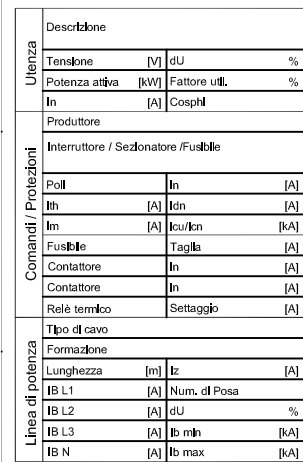 Utenza
Descrizione
Tensione [V] dU %
Potenza attiva [kW] Fattore util. %
In [A] Cosphi
Comandi / Protezioni
Produttore
Interruttore / Sezionatore /Fusibile
Poli In [A]
Ith [A] Idn [A]
Im [A] Icu/Icn [kA]
Fusibile Taglia [A]
Contattore In [A]
Contattore In [A]
Relè termico Settaggio [A]
Linea di potenza
Tipo di cavo
Formazione
Lunghezza [m] Iz [A]
IB L1 [A] Num. di Posa
IB L2 [A] dU %
IB L3 [A] Ib min [kA]
IB N [A] Ib max [kA]